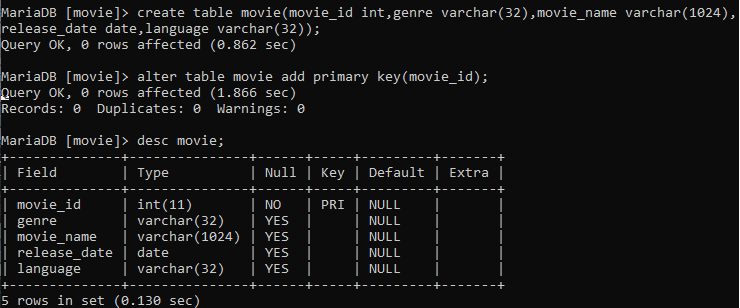 MariaDB [movie]> create table movie(movie_id int,genre varchar(32),movie_name varchar(1024),
release_date date,language varchar(32));
Query OK, 0 rows affected (0.862 sec)

MariaDB [movie]> alter table movie add primary key(movie_id);
Query OK, 0 rows affected (1.866 sec)
Records: 0  Duplicates: 0  Warnings: 0

MariaDB [movie]> desc movie;
+--------------+---------------+------+-----+---------+-------+
| Field        | Type          | Null | Key | Default | Extra |
+--------------+---------------+------+-----+---------+-------+
| movie_id     | int(11)       | NO   | PRI | NULL    |       |
| genre        | varchar(32)   | YES  |     | NULL    |       |
| movie_name   | varchar(1024) | YES  |     | NULL    |       |
| release_date | date          | YES  |     | NULL    |       |
| language     | varchar(32)   | YES  |     | NULL    |       |
+--------------+---------------+------+-----+---------+-------+
5 rows in set (0.130 sec)